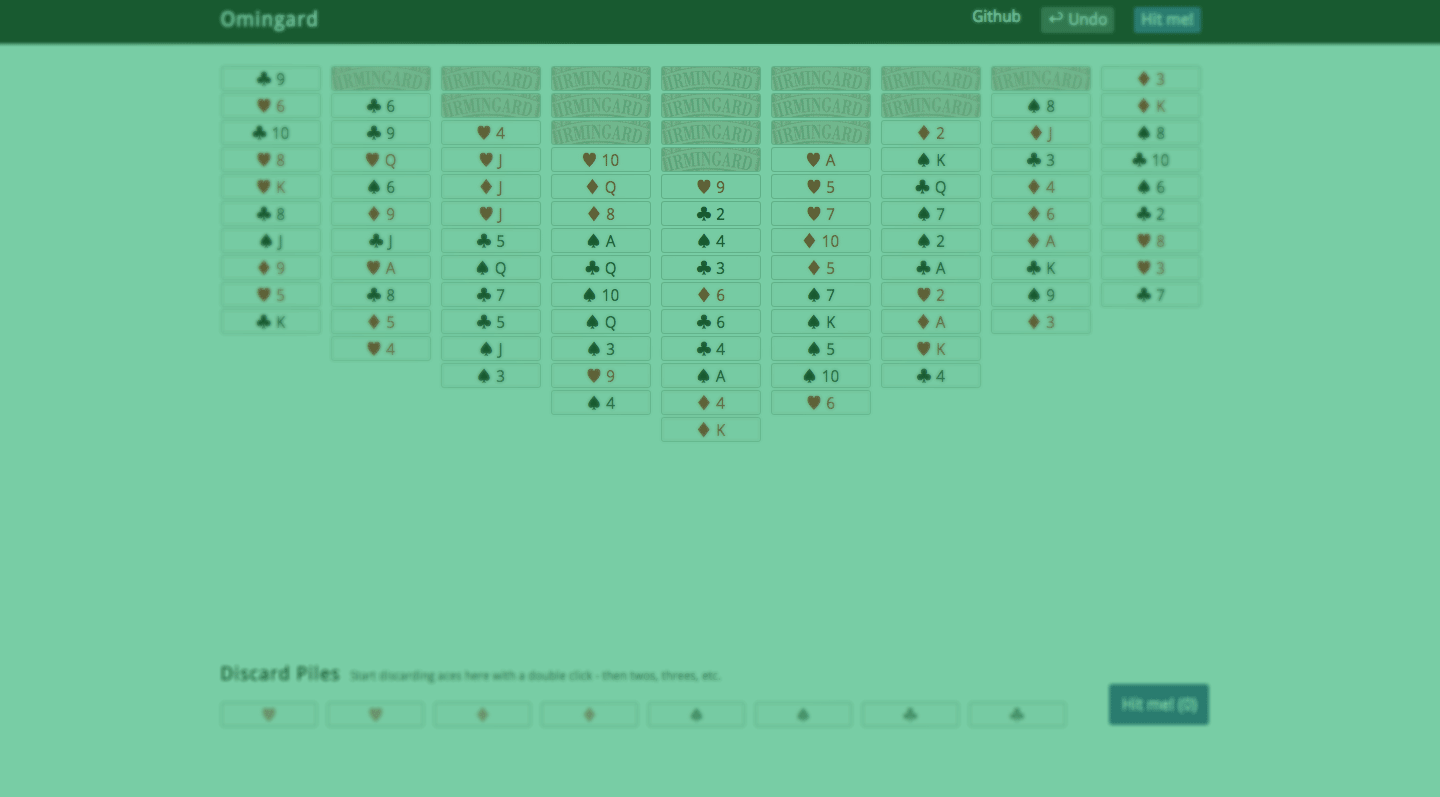 Omingard Github ↩ Undo Hit me!
♣ 9 IRMINGARD IRMINGARD IRMINGARD IRMINGARD IRMINGARD IRMINGARD IRMINGARD ♦ 3
♥ 6 ♣ 6 IRMINGARD IRMINGARD IRMINGARD IRMINGARD IRMINGARD ♠ 8 ♦ K
♣ 10 ♣ 9 ♥ 4 IRMINGARD IRMINGARD IRMINGARD ♦ 2 ♦ J ♠ 8
♥ 8 ♥ Q ♥ J ♥ 10 IRMINGARD ♥ A ♠ K ♣ 3 ♣ 10
♥ K ♠ 6 ♦ J ♦ Q ♥ 9 ♥ 5 ♣ Q ♦ 4 ♠ 6
♣ 8 ♦ 9 ♥ J ♦ 8 ♣ 2 ♥ 7 ♠ 7 ♦ 6 ♣ 2
♠ J ♣ J ♣ 5 ♠ A ♠ 4 ♦ 10 ♠ 2 ♦ A ♥ 8
♦ 9 ♥ A ♠ Q ♣ Q ♣ 3 ♦ 5 ♣ A ♣ K ♥ 3
♥ 5 ♣ 8 ♣ 7 ♠ 10 ♦ 6 ♠ 7 ♥ 2 ♠ 9 ♣ 7
♣ K ♦ 5 ♣ 5 ♠ Q ♣ 6 ♠ K ♦ A ♦ 3
♥ 4 ♠ J ♠ 3 ♣ 4 ♠ 5 ♥ K
♠ 3 ♥ 9 ♠ A ♠ 10 ♣ 4
♠ 4 ♦ 4 ♥ 6
♦ K
Discard Piles Start discarding aces here with a double click - then twos, threes, etc.
♥ ♥ ♦ ♦ ♠ ♠ ♣ ♣ Hit me! (0)